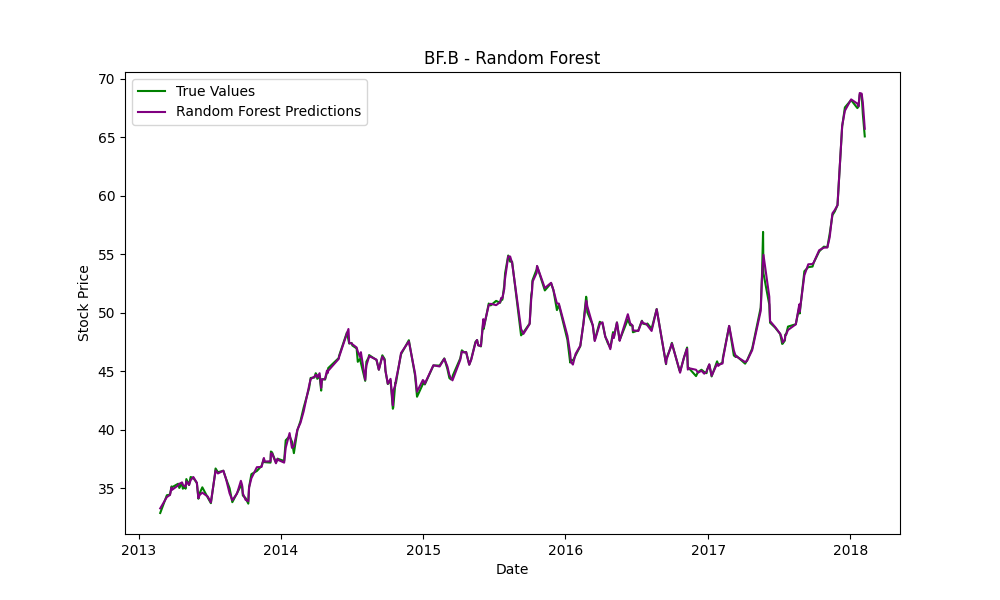 BF.B - Random Forest
True Values
Random Forest Predictions
70
65
60
55
50
45
40
35
Stock Price
2013 2014 2015 2016 2017 2018
Date